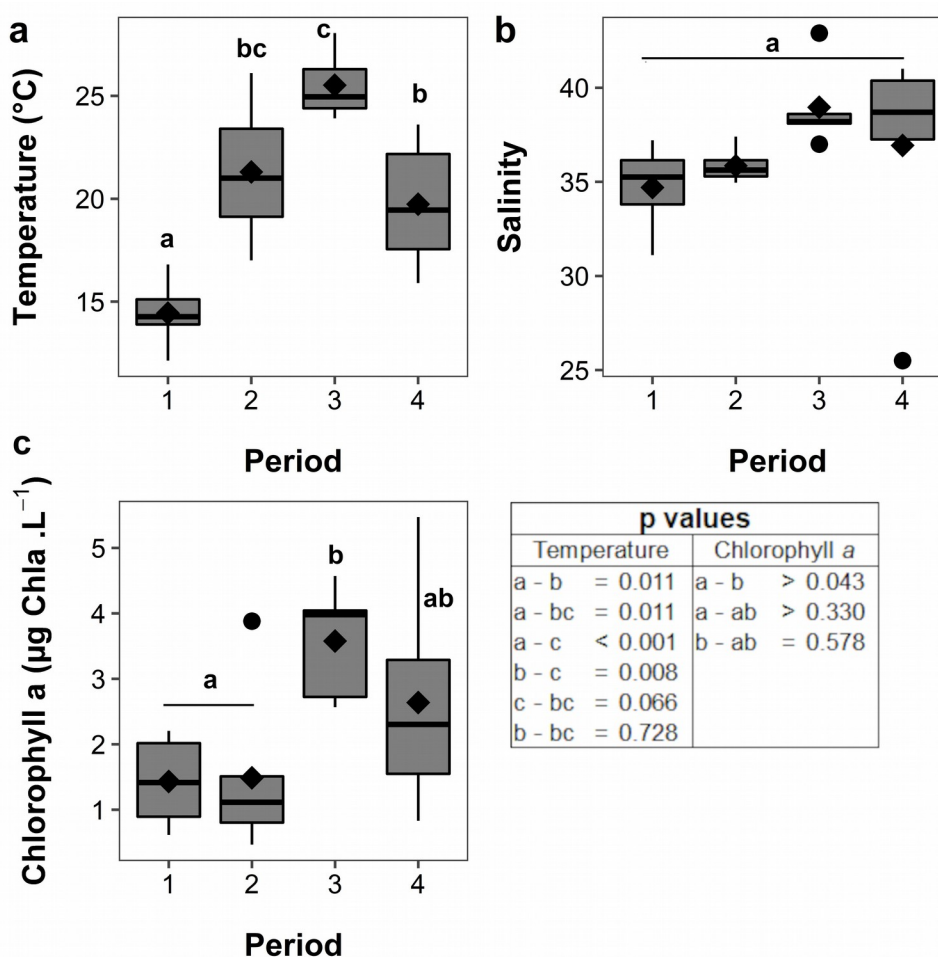 a
Temperature (°C)
25
20
15
a
bc
c
b
1 2 3 4
Period
b
Salinity
40
35
30
25
a
1 2 3 4
Period
c
Chlorophyll a (µg Chla .L⁻¹)
5
4
3
2
1
a
b
ab
1 2 3 4
Period
p values
Temperature Chlorophyll a
a - b = 0.011 a - b > 0.043
a - bc = 0.011 a - ab > 0.330
a - c < 0.001 b - ab = 0.578
b - c = 0.008
c - bc = 0.066
b - bc = 0.728